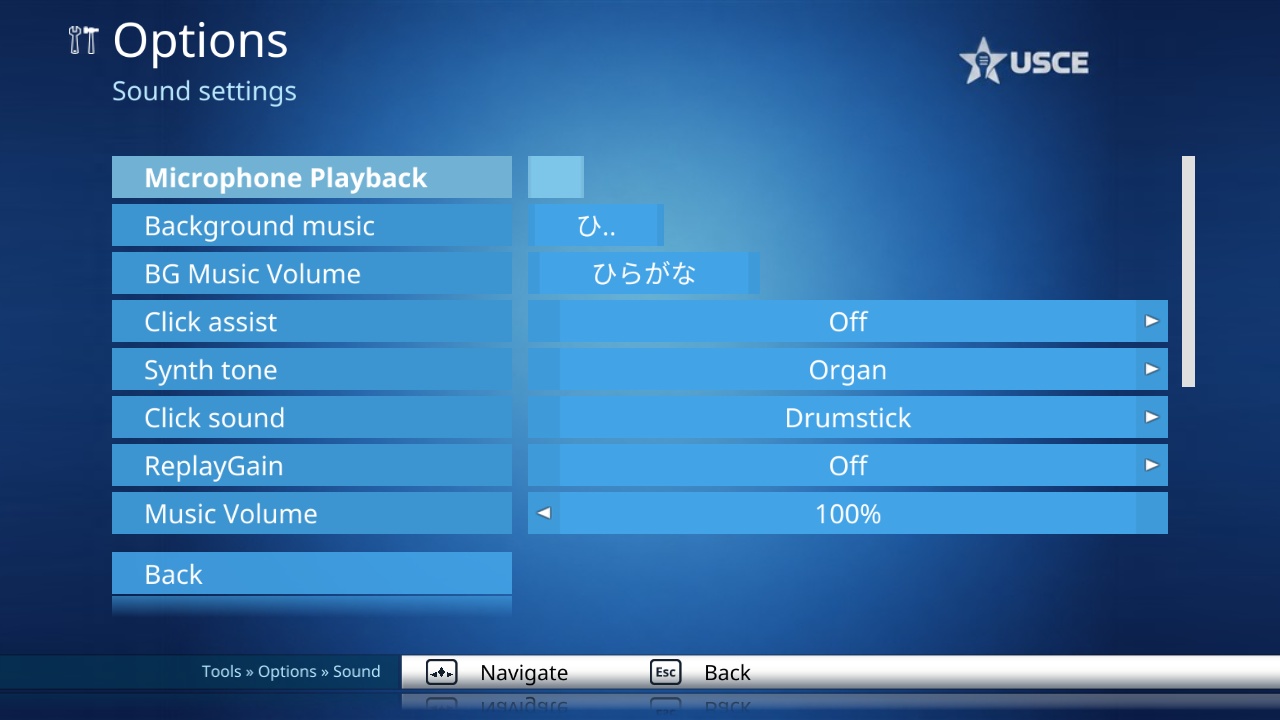 Options
Sound settings
USCE
Microphone Playback
Background music ひ..
BG Music Volume ひらがな
Click assist Off
Synth tone Organ
Click sound Drumstick
ReplayGain Off
Music Volume 100%
Back
Tools » Options » Sound
Navigate
Esc Back